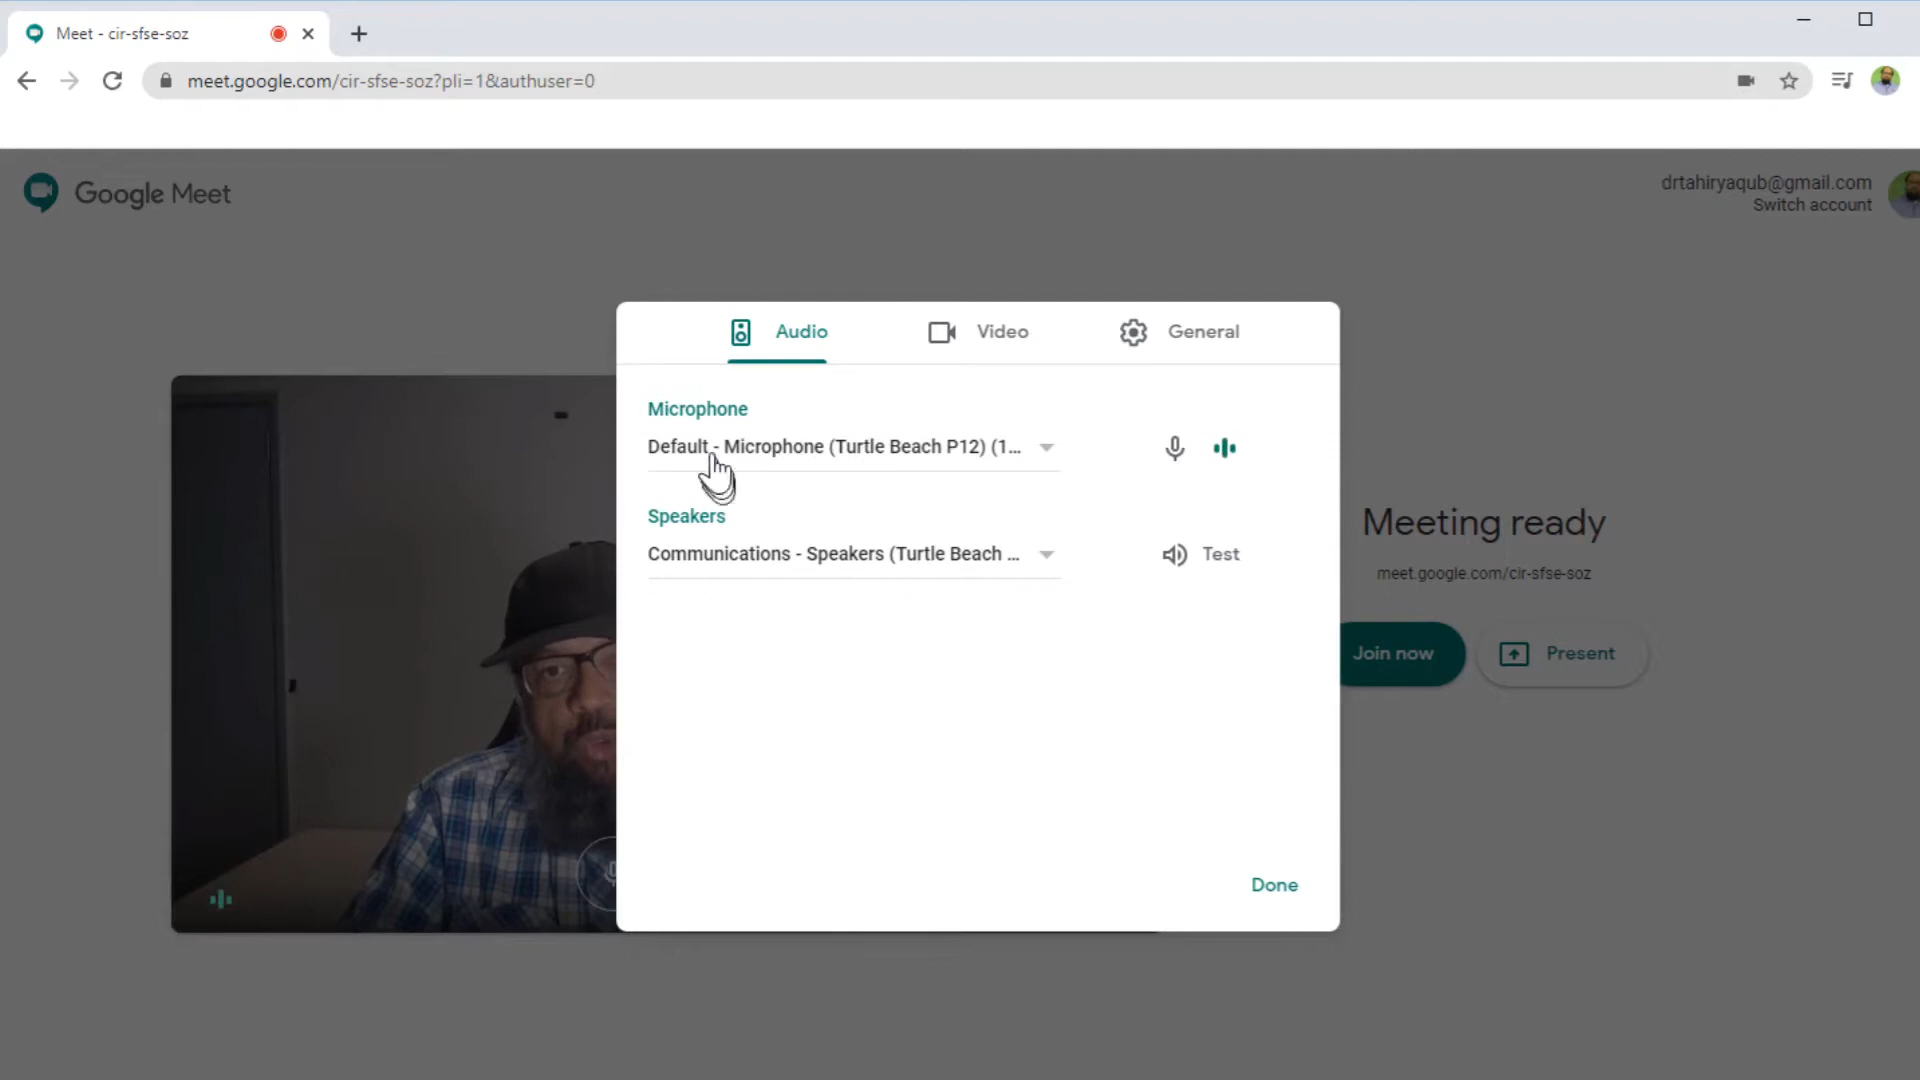 Meet - cir-sfse-soz
meet.google.com/cir-sfse-soz?pli=1&authuser=0
Google Meet
drtahiryaqub@gmail.com
Switch account
Audio
Video
General
Microphone
Default - Microphone (Turtle Beach P12) (1...
Speakers
Communications - Speakers (Turtle Beach ...
Test
Done
Meeting ready
meet.google.com/cir-sfse-soz
Join now
Present